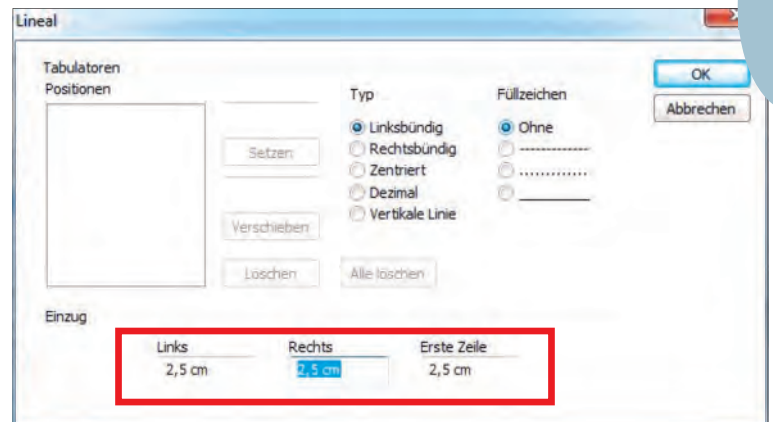 Lineal
Tabulatoren
Positionen
Typ
Füllzeichen
OK
Abbrechen
Linksbündig
Ohne
Setzen
Rechtsbündig
Zentriert
Dezimal
Verschieben
Vertikale Linie
Löschen
Alle löschen
Einzug
Links
Rechts
Erste Zeile
2,5 cm
2,5 cm
2,5 cm